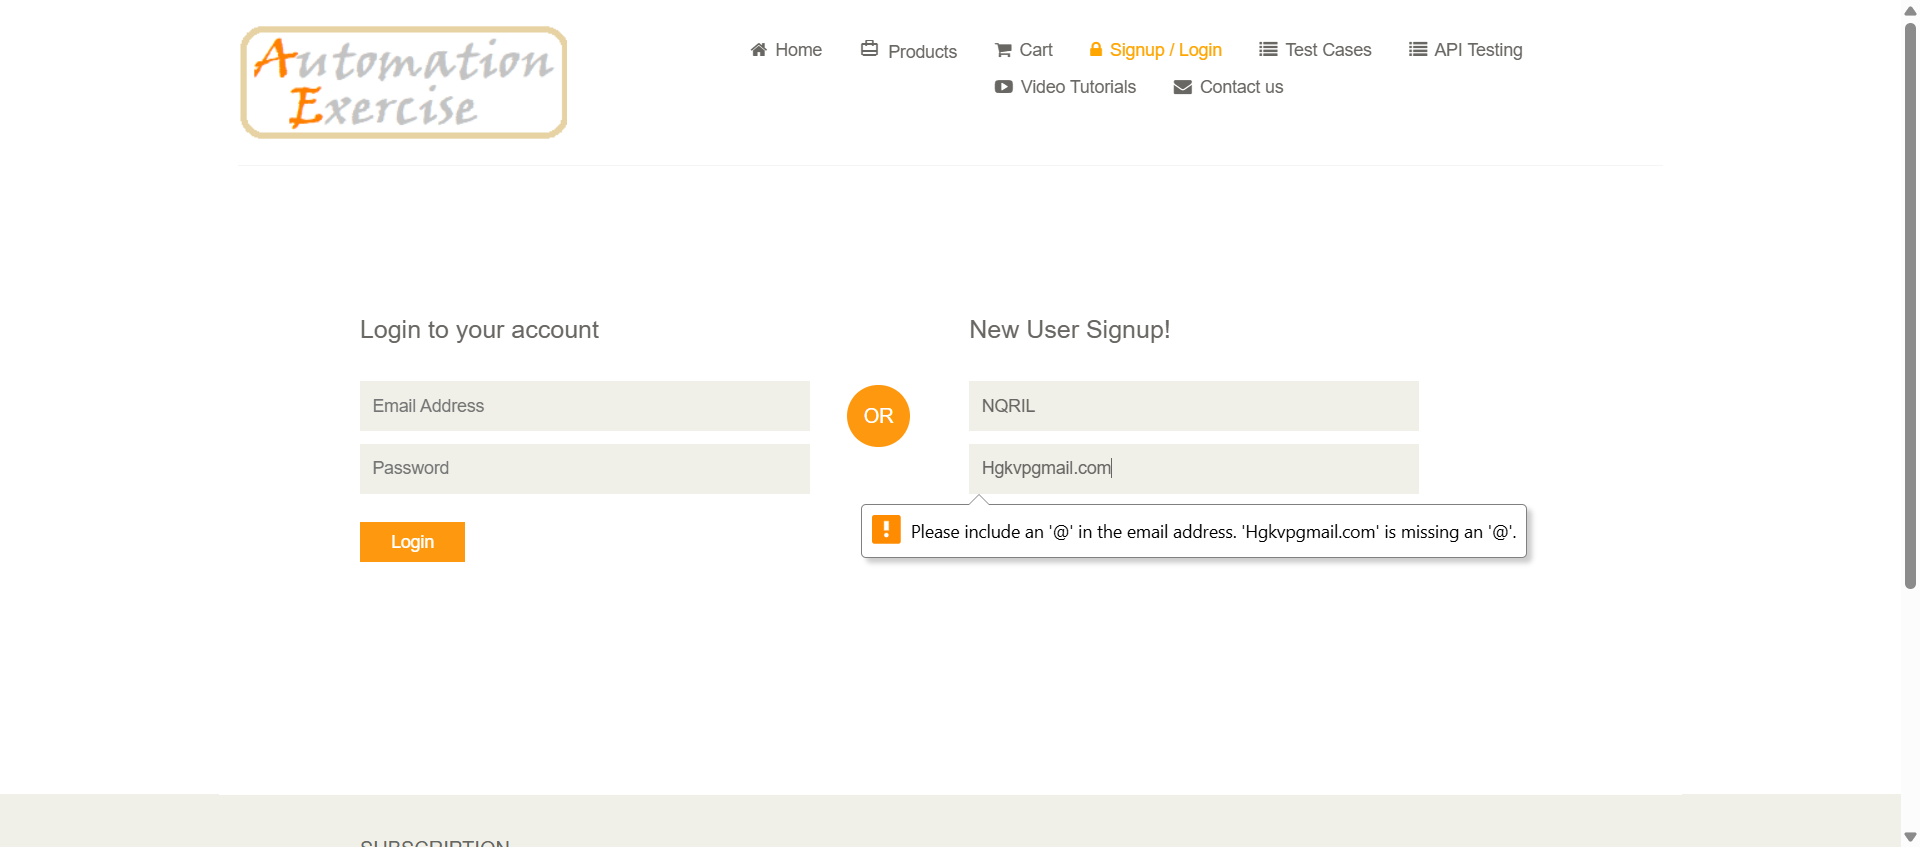 Automation
Exercise
Home
Products
Cart
Signup / Login
Test Cases
API Testing
Video Tutorials
Contact us
Login to your account
Email Address
Password
Login
OR
New User Signup!
NQRIL
Hgkvpgmail.com
Please include an '@' in the email address. 'Hgkvpgmail.com' is missing an '@'.
SUBSCRIPTION